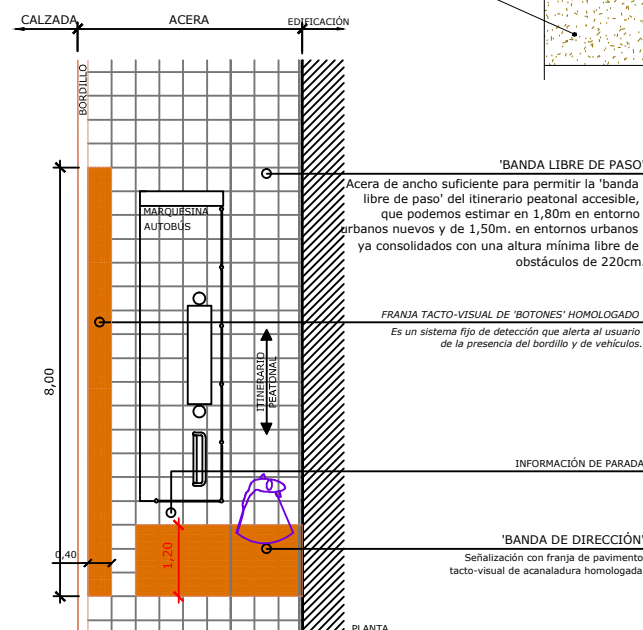 CALZADA
ACERA
EDIFICACIÓN
BORDILLO
'BANDA LIBRE DE PASO'
Acera de ancho suficiente para permitir la 'banda
libre de paso' del itinerario peatonal accesible,
que podemos estimar en 1,80m en entorno
urbanos nuevos y de 1,50m. en entornos urbanos
ya consolidados con una altura mínima libre de
obstáculos de 220cm.
MARQUESINA
AUTOBÚS
FRANJA TACTO-VISUAL DE 'BOTONES' HOMOLOGADO
Es un sistema fijo de detección que alerta al usuario
de la presencia del bordillo y de vehículos.
ITINERARIO
PEATONAL
8,00
INFORMACIÓN DE PARADA
'BANDA DE DIRECCIÓN'
Señalización con franja de pavimento
tacto-visual de acanaladura homologada
0,40
1,20
PLANTA